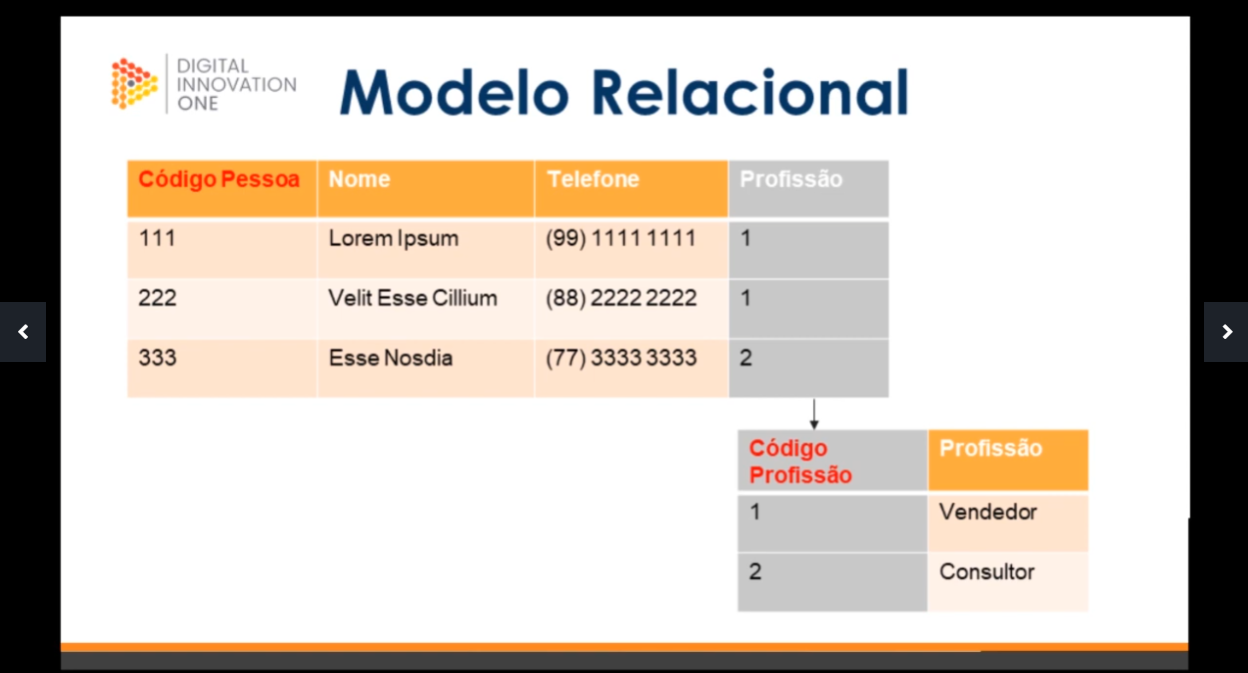 DIGITAL
INNOVATION
ONE
Modelo Relacional
Código Pessoa Nome Telefone Profissão
111 Lorem Ipsum (99) 1111 1111 1
222 Velit Esse Cillium (88) 2222 2222 1
333 Esse Nosdia (77) 3333 3333 2
Código Profissão
Profissão
1 Vendedor
2 Consultor